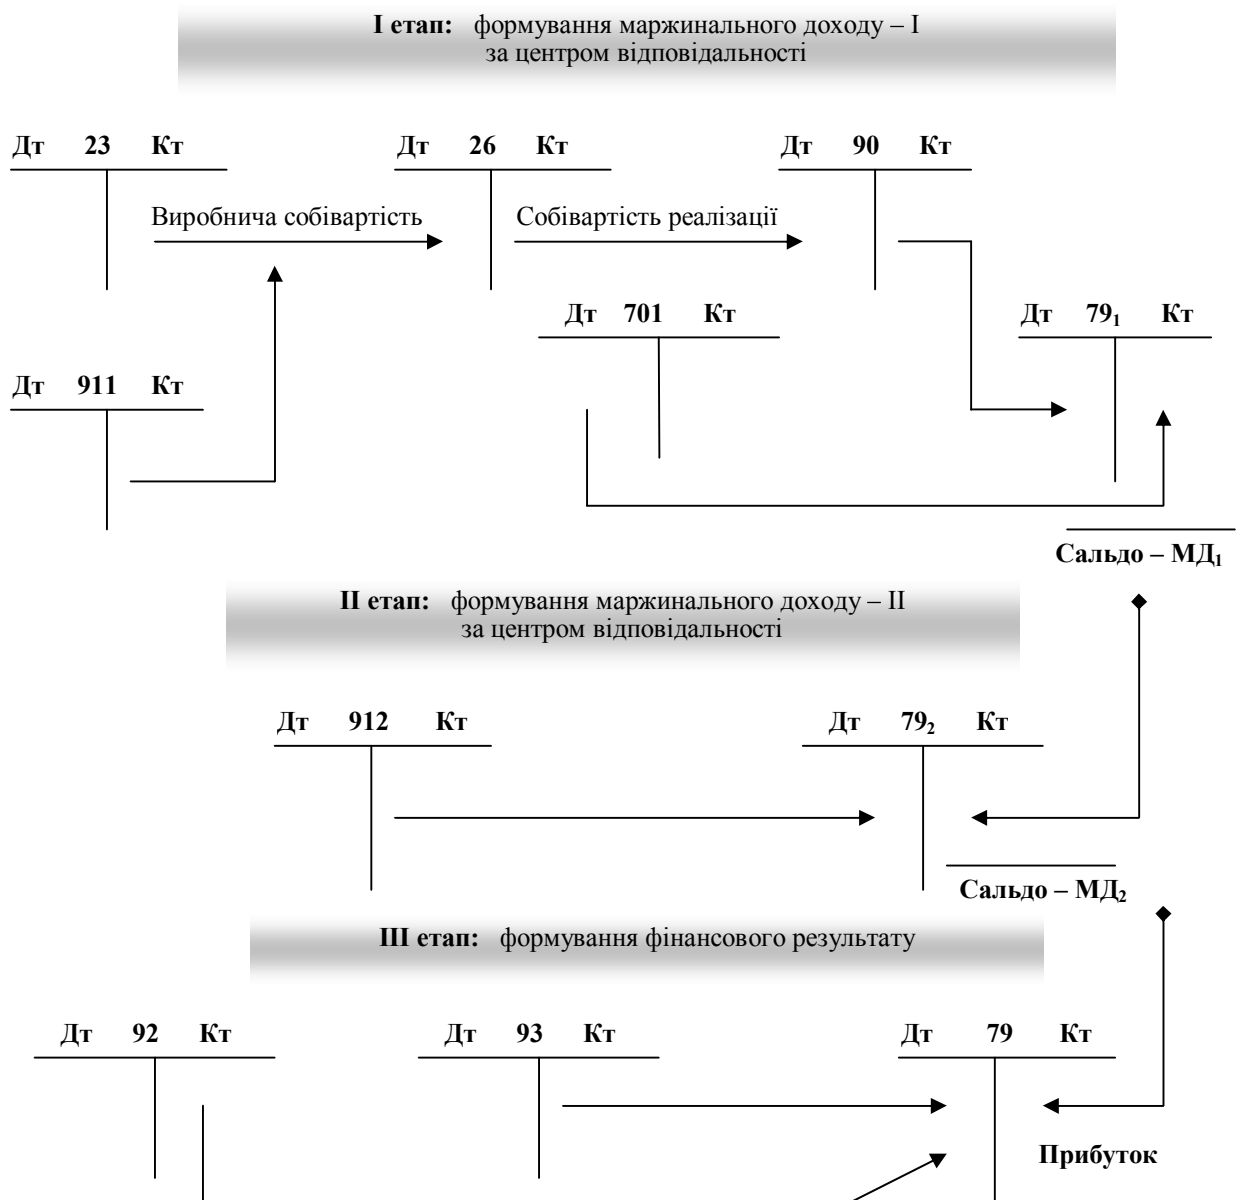 I етап: формування маржинального доходу – I
за центром відповідальності
Дт 23 Кт
Дт 26 Кт
Дт 90 Кт
Виробнича собівартість
Собівартість реалізації
Дт 701 Кт
Дт 79₁ Кт
Дт 911 Кт
Сальдо – МД₁
II етап: формування маржинального доходу – II
за центром відповідальності
Дт 912 Кт
Дт 79₂ Кт
Сальдо – МД₂
III етап: формування фінансового результату
Дт 92 Кт
Дт 93 Кт
Дт 79 Кт
Прибуток